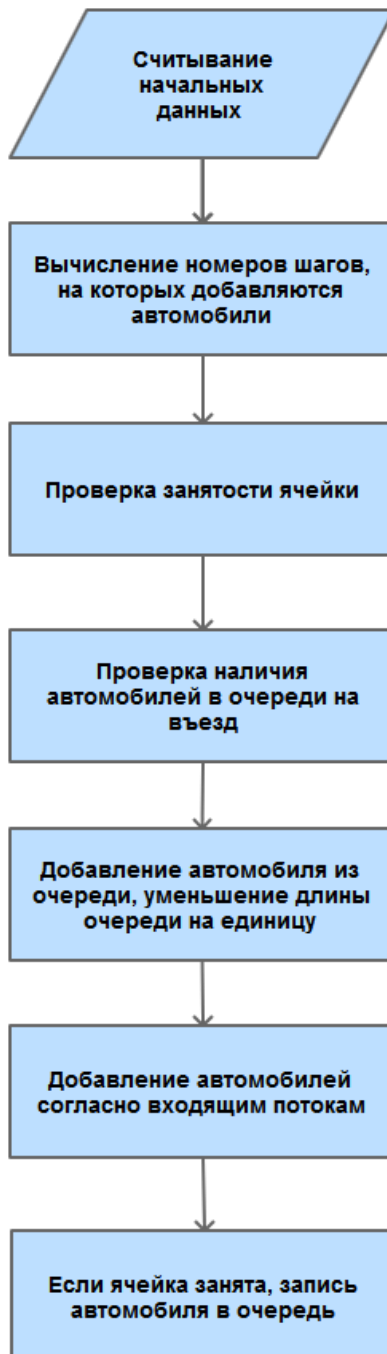 Считывание
начальных
данных
Вычисление номеров шагов,
на которых добавляются
автомобили
Проверка занятости ячейки
Проверка наличия
автомобилей в очереди на
въезд
Добавление автомобиля из
очереди, уменьшение длины
очереди на единицу
Добавление автомобилей
согласно входящим потокам
Если ячейка занята, запись
автомобиля в очередь